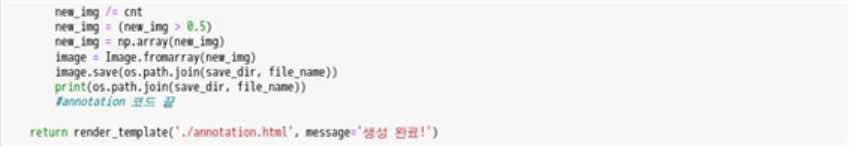 new_img /= cnt
new_img = (new_img > 0.5)
new_img = np.array(new_img)
image = Image.fromarray(new_img)
image.save(os.path.join(save_dir, file_name))
print(os.path.join(save_dir, file_name))
#annotation 코드 끝
return render_template('./annotation.html', message='생성 완료!')